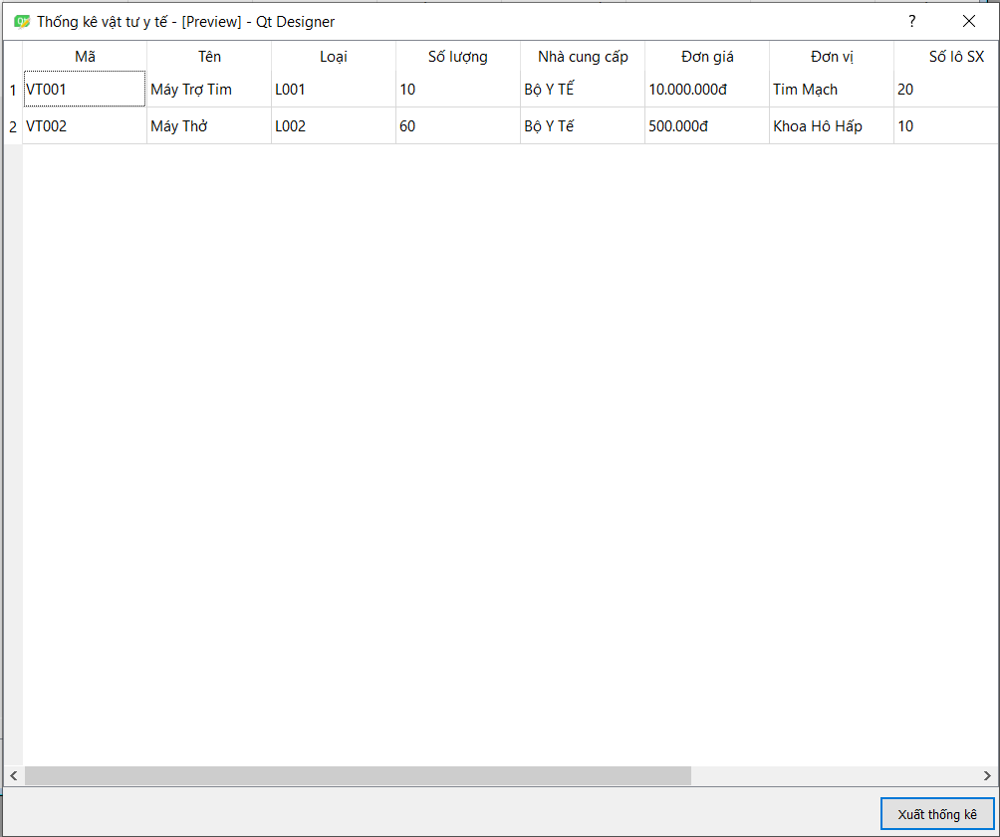 Thống kê vật tư y tế - [Preview] - Qt Designer
Mã Tên Loại Số lượng Nhà cung cấp Đơn giá Đơn vị Số lô SX
1 VT001 Máy Trợ Tim L001 10 Bộ Y TẾ 10.000.000đ Tim Mạch 20
2 VT002 Máy Thở L002 60 Bộ Y Tế 500.000đ Khoa Hô Hấp 10
Xuất thống kê